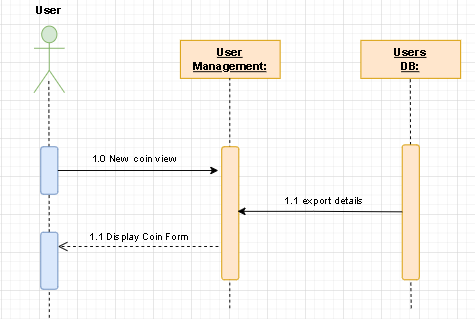 User
User
Management:
Users
DB:
1.0 New coin view
1.1 export details
1.1 Display Coin Form